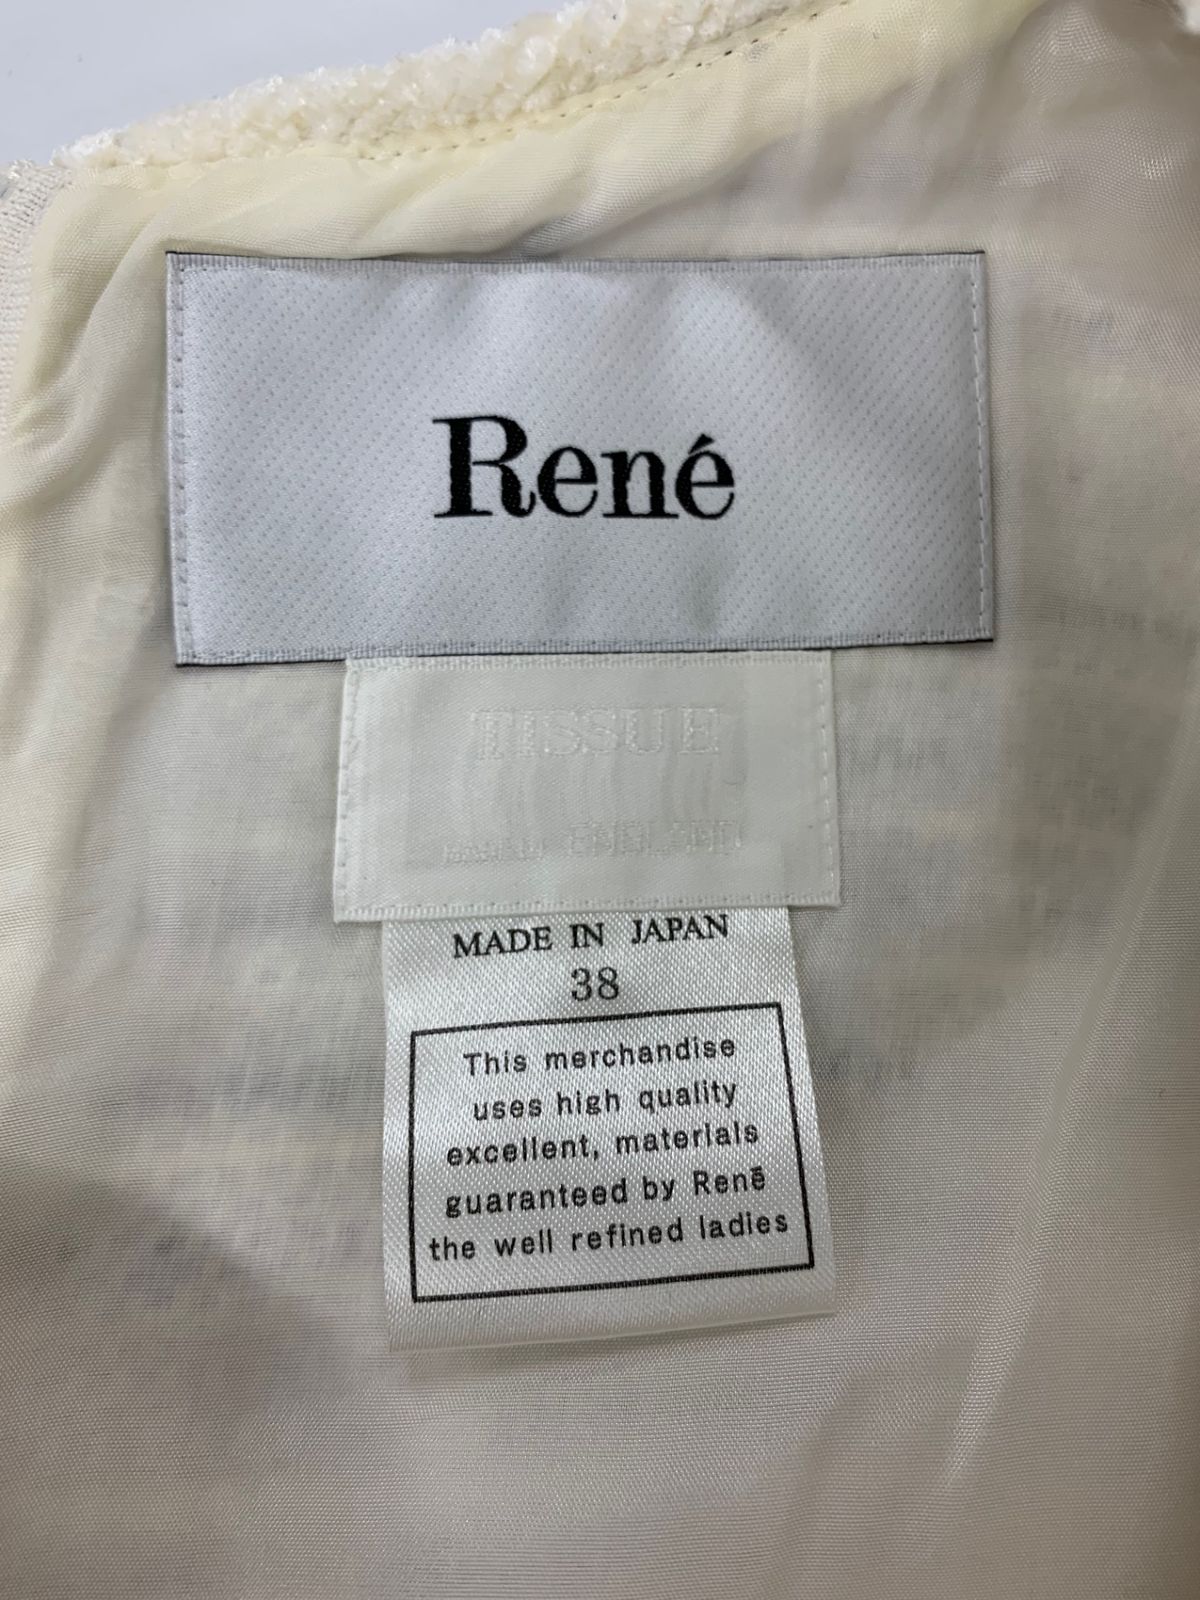 René
TISSUE
ENGLAND
MADE IN JAPAN
38
This merchandise
uses high quality
excellent, materials
guaranteed by Renē
the well refined ladies